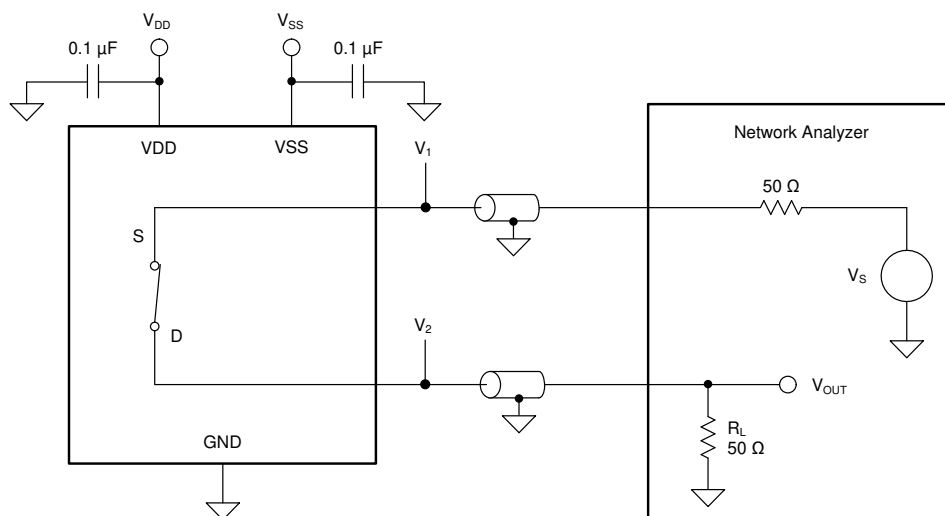 V_DD
V_SS
0.1 µF
0.1 µF
VDD
VSS
Network Analyzer
V_1
50 Ω
S
V_S
D
V_2
V_OUT
R_L
50 Ω
GND